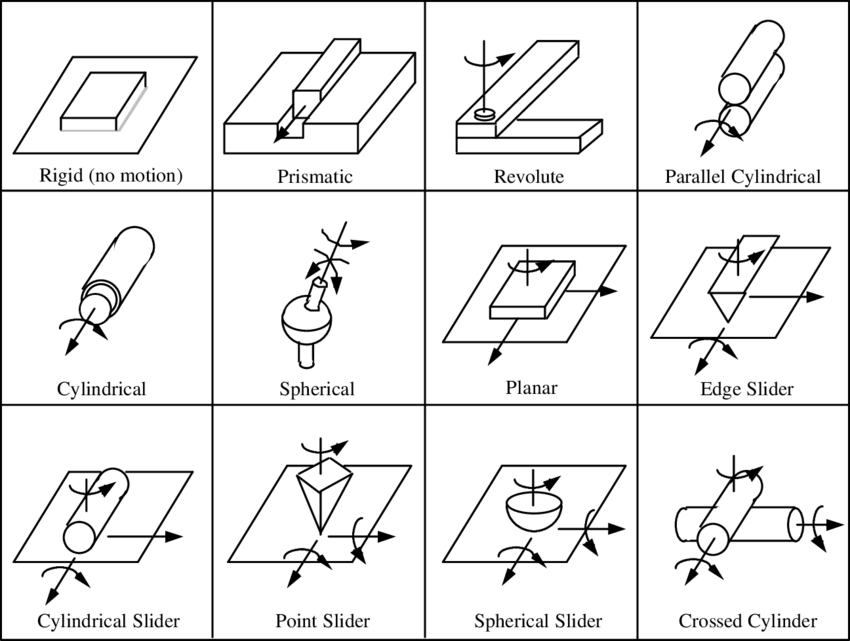 Rigid (no motion)
Prismatic
Revolute
Parallel Cylindrical
Cylindrical
Spherical
Planar
Edge Slider
Cylindrical Slider
Point Slider
Spherical Slider
Crossed Cylinder